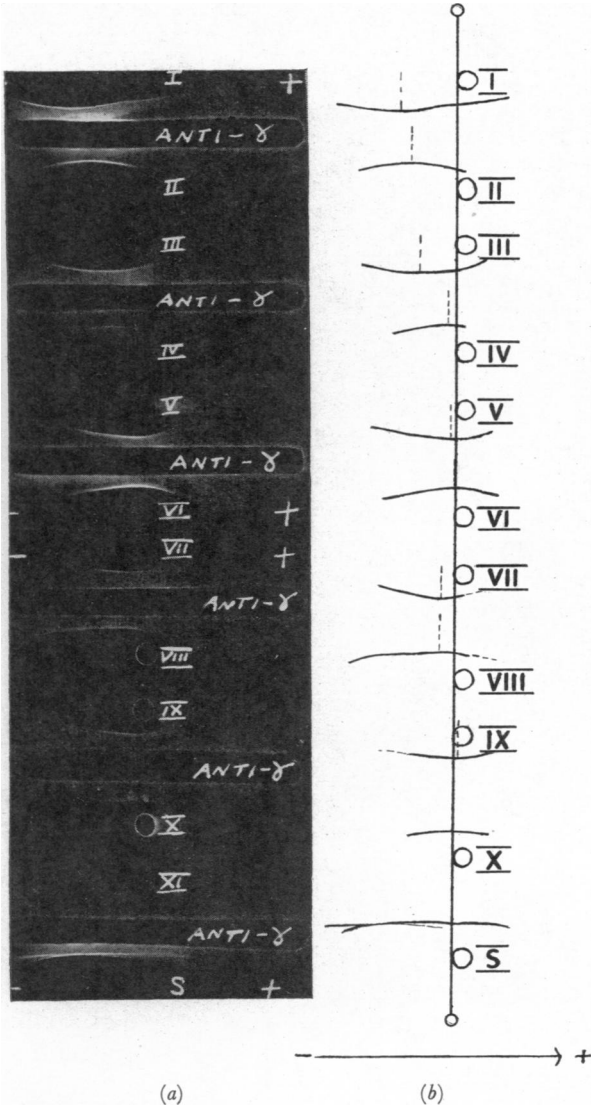 I +
ANTI-γ
II
III
ANTI-γ
IV
V
ANTI-γ
- VI +
- VII +
ANTI-γ
VIII
IX
ANTI-γ
X
XI
ANTI-γ
- S +
(a)
I
II
III
IV
V
VI
VII
VIII
IX
X
S
- +
(b)